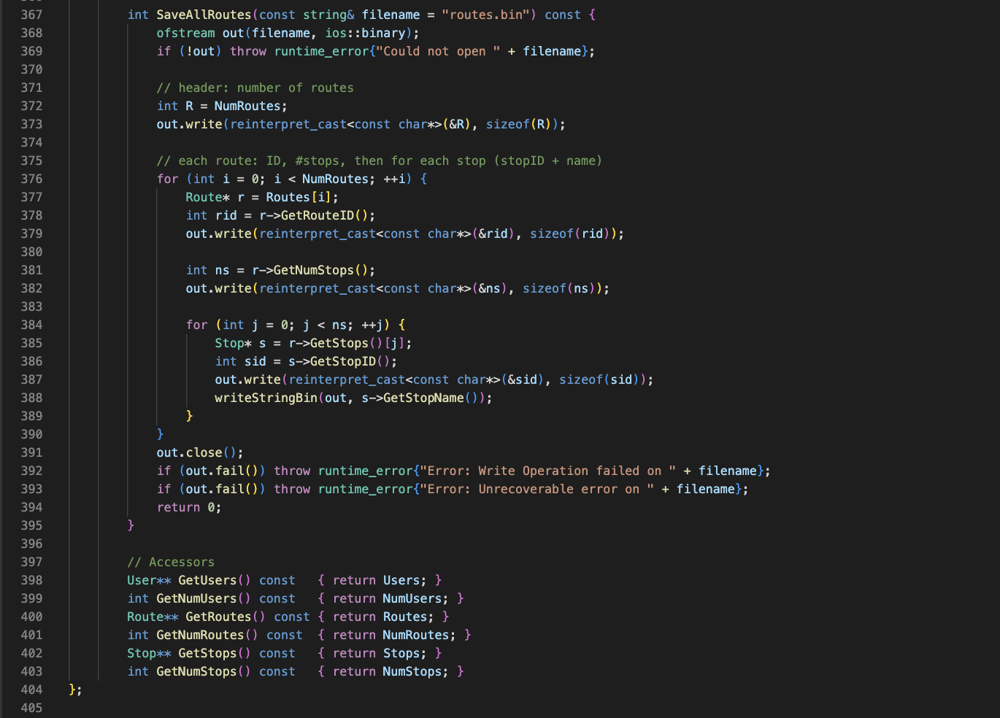 367 int SaveAllRoutes(const string& filename = "routes.bin") const {
368 ofstream out(filename, ios::binary);
369 if (!out) throw runtime_error{"Could not open " + filename};
370
371 // header: number of routes
372 int R = NumRoutes;
373 out.write(reinterpret_cast<const char*>(&R), sizeof(R));
374
375 // each route: ID, #stops, then for each stop (stopID + name)
376 for (int i = 0; i < NumRoutes; ++i) {
377 Route* r = Routes[i];
378 int rid = r->GetRouteID();
379 out.write(reinterpret_cast<const char*>(&rid), sizeof(rid));
380
381 int ns = r->GetNumStops();
382 out.write(reinterpret_cast<const char*>(&ns), sizeof(ns));
383
384 for (int j = 0; j < ns; ++j) {
385 Stop* s = r->GetStops()[j];
386 int sid = s->GetStopID();
387 out.write(reinterpret_cast<const char*>(&sid), sizeof(sid));
388 writeStringBin(out, s->GetStopName());
389 }
390 }
391 out.close();
392 if (out.fail()) throw runtime_error{"Error: Write Operation failed on " + filename};
393 if (out.fail()) throw runtime_error{"Error: Unrecoverable error on " + filename};
394 return 0;
395 }
396
397 // Accessors
398 User** GetUsers() const { return Users; }
399 int GetNumUsers() const { return NumUsers; }
400 Route** GetRoutes() const { return Routes; }
401 int GetNumRoutes() const { return NumRoutes; }
402 Stop** GetStops() const { return Stops; }
403 int GetNumStops() const { return NumStops; }
404 };
405